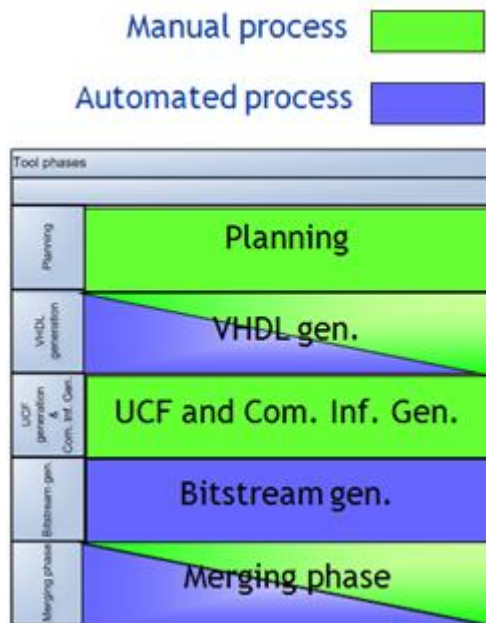 Manual process
Automated process
Tool phases
Planning
Planning
VHDL
generation
VHDL gen.
UCF
generation
&
Com. Inf. Gen.
UCF and Com. Inf. Gen.
Bitstream gen.
Bitstream gen.
Merging phase
Merging phase